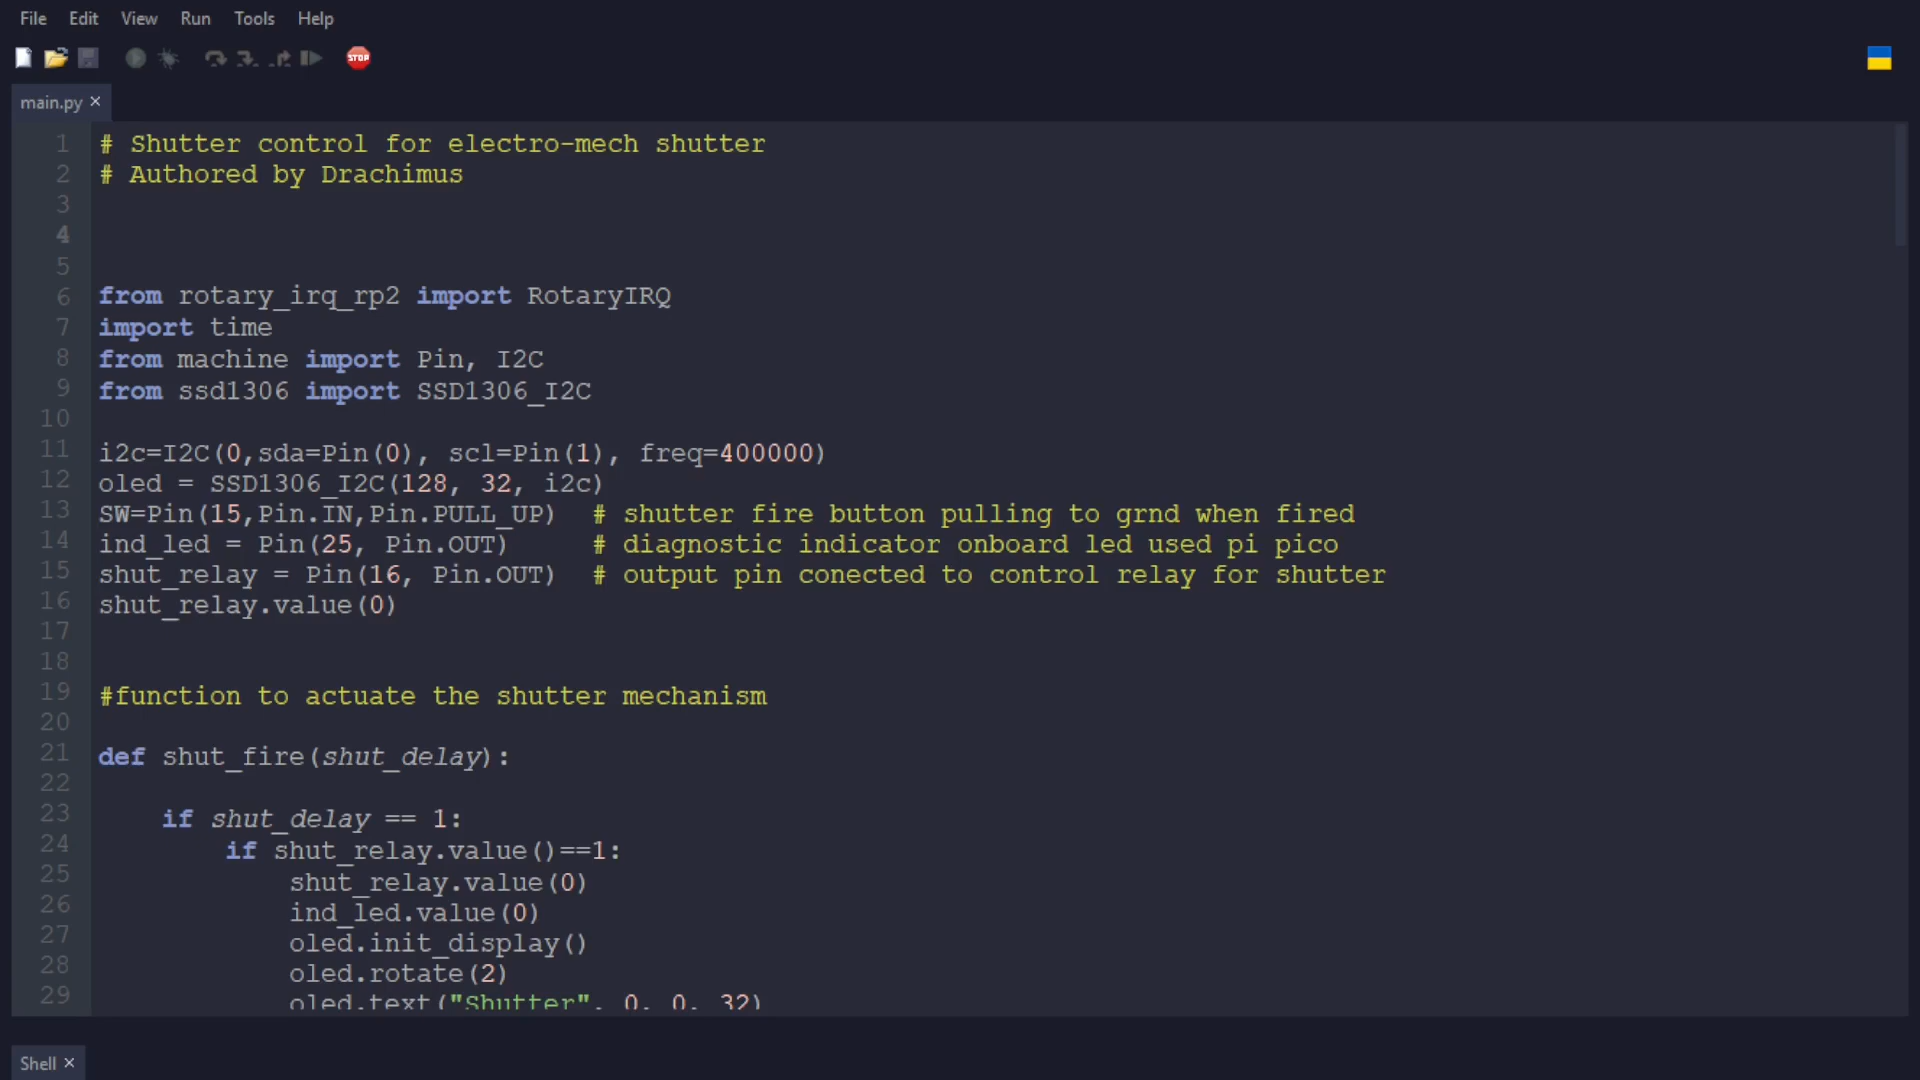 File Edit View Run Tools Help
STOP
main.py ×
1 # Shutter control for electro-mech shutter
2 # Authored by Drachimus
3
4
5
6 from rotary_irq_rp2 import RotaryIRQ
7 import time
8 from machine import Pin, I2C
9 from ssd1306 import SSD1306_I2C
10
11 i2c=I2C(0,sda=Pin(0), scl=Pin(1), freq=400000)
12 oled = SSD1306_I2C(128, 32, i2c)
13 SW=Pin(15,Pin.IN,Pin.PULL_UP)  # shutter fire button pulling to grnd when fired
14 ind_led = Pin(25, Pin.OUT)     # diagnostic indicator onboard led used pi pico
15 shut_relay = Pin(16, Pin.OUT)  # output pin conected to control relay for shutter
16 shut_relay.value(0)
17
18
19 #function to actuate the shutter mechanism
20
21 def shut_fire(shut_delay):
22
23     if shut_delay == 1:
24         if shut_relay.value()==1:
25             shut_relay.value(0)
26             ind_led.value(0)
27             oled.init_display()
28             oled.rotate(2)
29             oled.text("Shutter", 0, 0, 32)
Shell ×